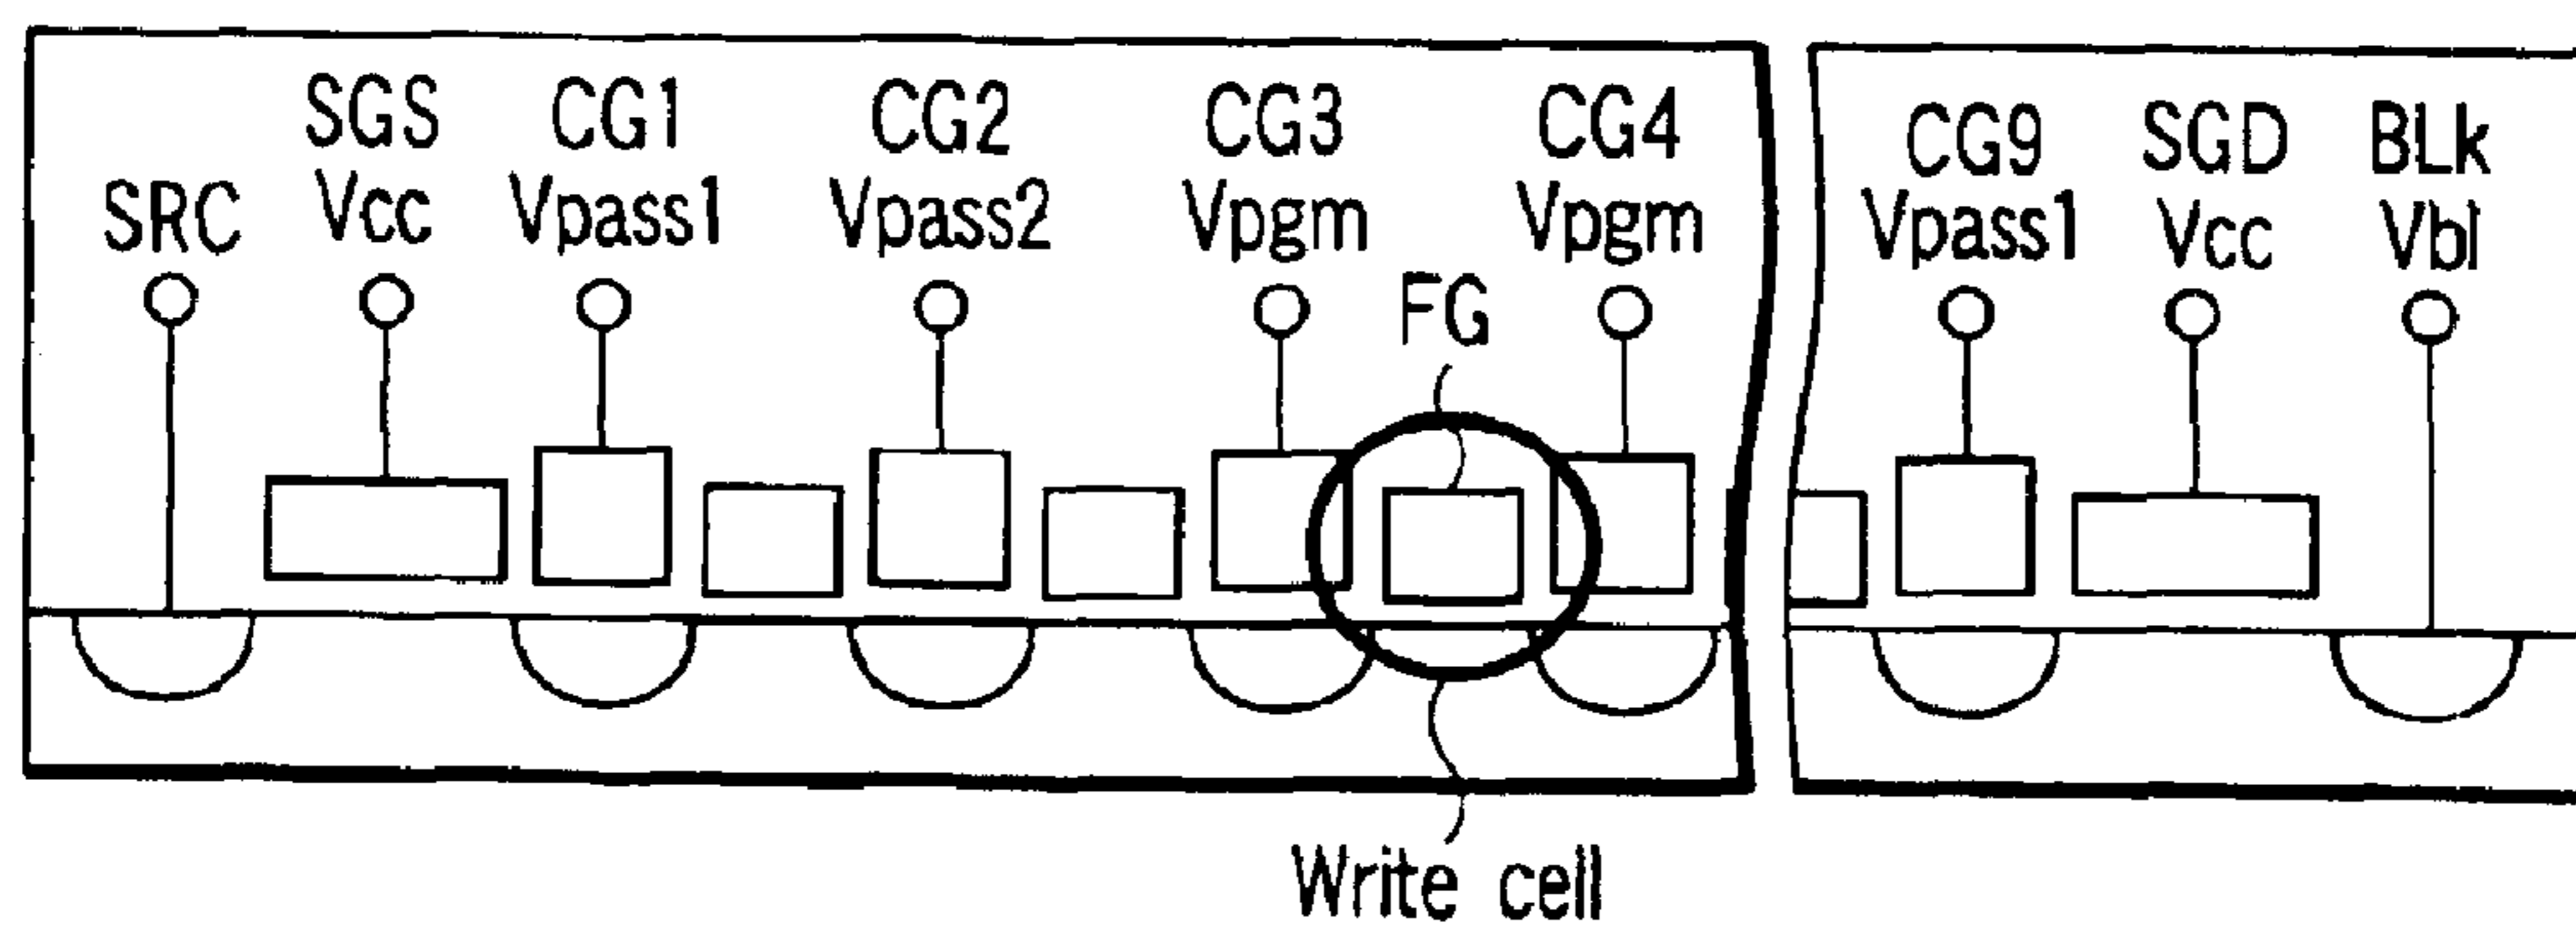 SGS CG1 CG2 CG3 CG4 CG9 SGD BLk
SRC Vcc Vpass1 Vpass2 Vpgm Vpgm Vpass1 Vcc Vbl
FG
Write cell